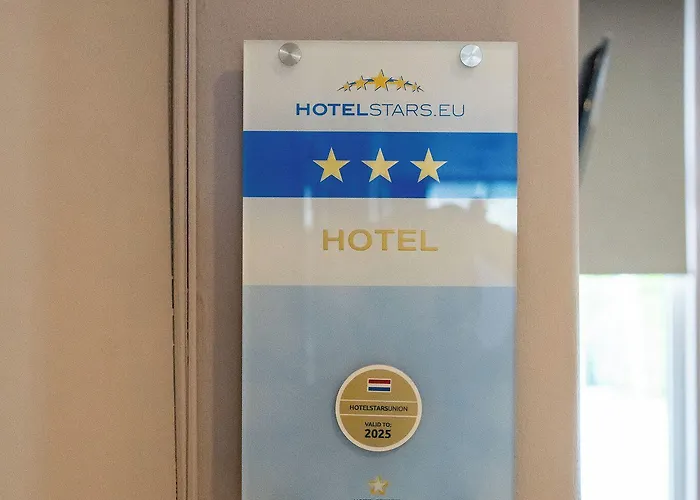 HOTELSTARS.EU
HOTEL
HOTELSTARSUNION
VALID TO:
2025